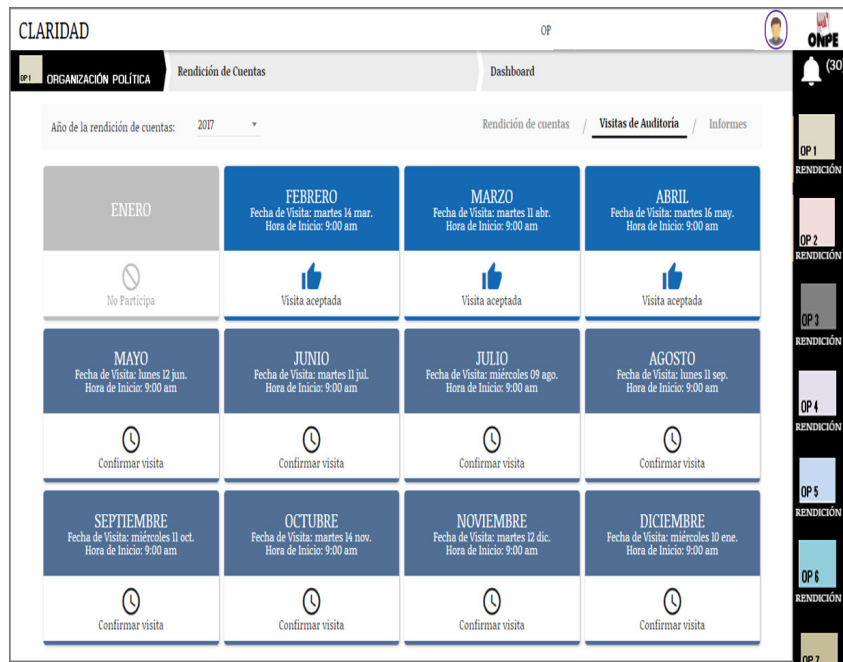 CLARIDAD
OP
ONPE
OP 1
ORGANIZACIÓN POLÍTICA
Rendición de Cuentas
Dashboard
(30)
Año de la rendición de cuentas:
2017
Rendición de cuentas / Visitas de Auditoría / Informes
ENERO
No Participa
FEBRERO
Fecha de Visita: martes 14 mar.
Hora de Inicio: 9:00 am
Visita aceptada
MARZO
Fecha de Visita: martes 11 abr.
Hora de Inicio: 9:00 am
Visita aceptada
ABRIL
Fecha de Visita: martes 16 may.
Hora de Inicio: 9:00 am
Visita aceptada
MAYO
Fecha de Visita: lunes 12 jun.
Hora de Inicio: 9:00 am
Confirmar visita
JUNIO
Fecha de Visita: martes 11 jul.
Hora de Inicio: 9:00 am
Confirmar visita
JULIO
Fecha de Visita: miércoles 09 ago.
Hora de Inicio: 9:00 am
Confirmar visita
AGOSTO
Fecha de Visita: lunes 11 sep.
Hora de Inicio: 9:00 am
Confirmar visita
SEPTIEMBRE
Fecha de Visita: miércoles 11 oct.
Hora de Inicio: 9:00 am
Confirmar visita
OCTUBRE
Fecha de Visita: martes 14 nov.
Hora de Inicio: 9:00 am
Confirmar visita
NOVIEMBRE
Fecha de Visita: martes 12 dic.
Hora de Inicio: 9:00 am
Confirmar visita
DICIEMBRE
Fecha de Visita: miércoles 10 ene.
Hora de Inicio: 9:00 am
Confirmar visita
OP 1
RENDICIÓN
OP 2
RENDICIÓN
OP 3
RENDICIÓN
OP 4
RENDICIÓN
OP 5
RENDICIÓN
OP 6
RENDICIÓN
OP 7